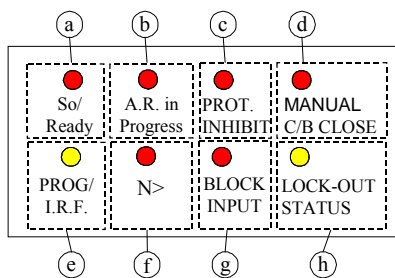 a b c d
So/ A.R. in PROT. MANUAL
Ready Progress INHIBIT C/B CLOSE
PROG/ N> BLOCK LOCK-OUT
I.R.F. INPUT STATUS
e f g h